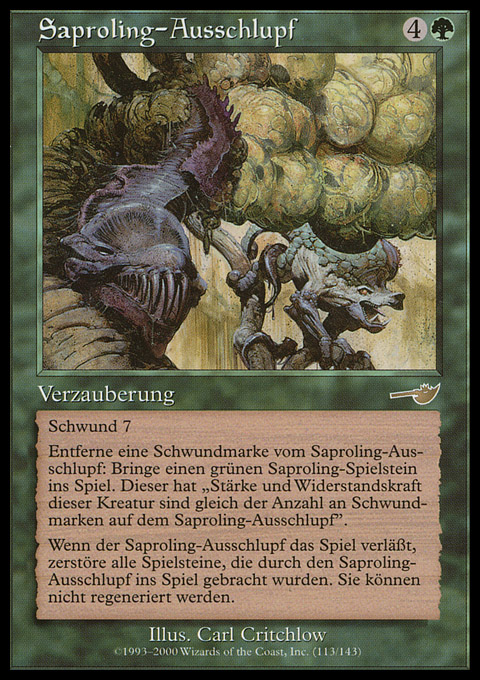 Saproling-Ausschlupf 4
Verzauberung
Schwund 7
Entferne eine Schwundmarke vom Saproling-Aus-
schlupf: Bringe einen grünen Saproling-Spielstein
ins Spiel. Dieser hat „Stärke und Widerstandskraft
dieser Kreatur sind gleich der Anzahl an Schwund-
marken auf dem Saproling-Ausschlupf”.
Wenn der Saproling-Ausschlupf das Spiel verläßt,
zerstöre alle Spielsteine, die durch den Saproling-
Ausschlupf ins Spiel gebracht wurden. Sie können
nicht regeneriert werden.
Illus. Carl Critchlow
©1993–2000 Wizards of the Coast, Inc. (113/143)